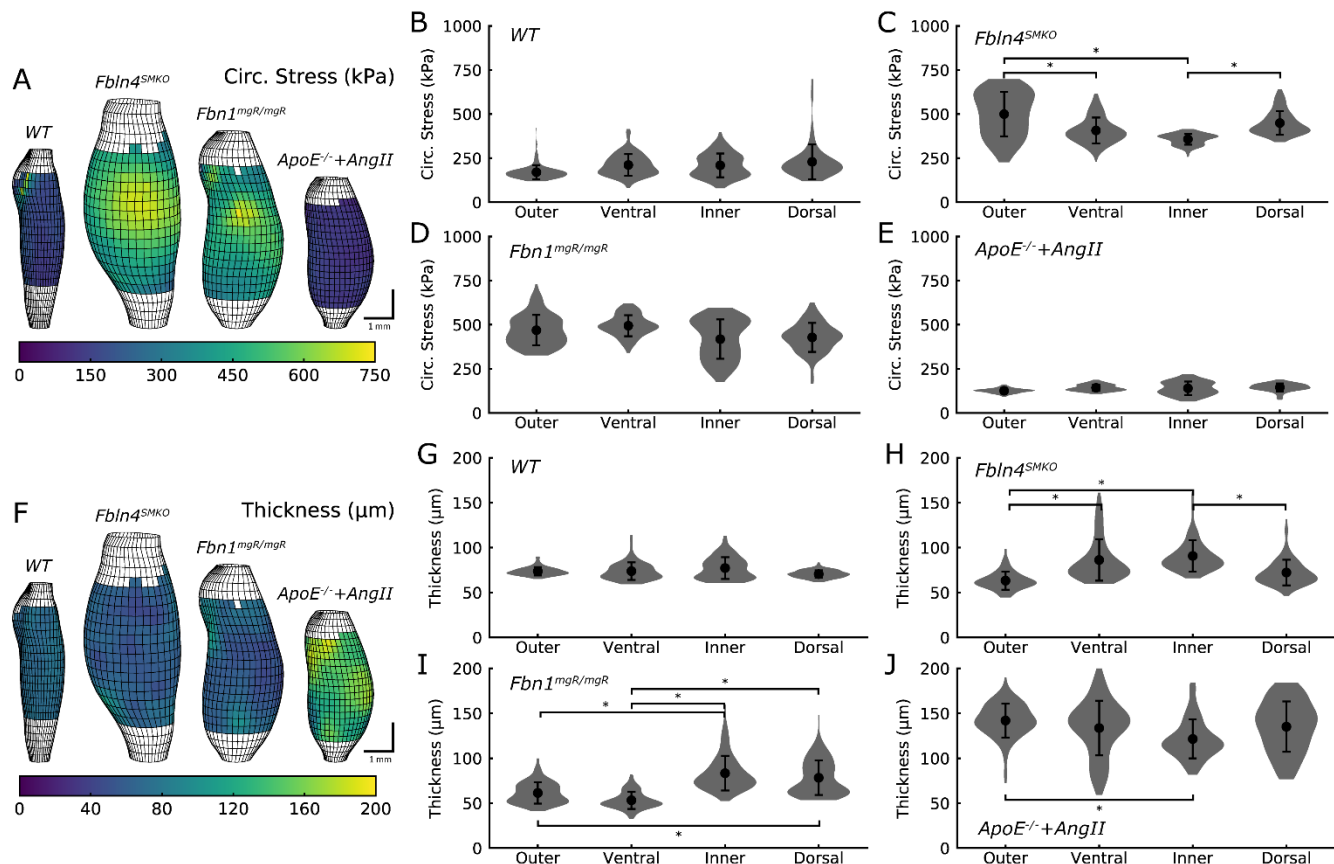 A
Circ. Stress (kPa)
WT
Fbln4SMKO
Fbn1mgR/mgR
ApoE-/-+AngII
1 mm
0 150 300 450 600 750
B
WT
Circ. Stress (kPa)
1000
750
500
250
0
Outer Ventral Inner Dorsal
C
Fbln4SMKO
Circ. Stress (kPa)
1000
750
500
250
0
* * *
Outer Ventral Inner Dorsal
D
Fbn1mgR/mgR
Circ. Stress (kPa)
1000
750
500
250
0
Outer Ventral Inner Dorsal
E
ApoE-/-+AngII
Circ. Stress (kPa)
1000
750
500
250
0
Outer Ventral Inner Dorsal
F
Thickness (µm)
WT
Fbln4SMKO
Fbn1mgR/mgR
ApoE-/-+AngII
1 mm
0 40 80 120 160 200
G
WT
Thickness (µm)
200
150
100
50
0
Outer Ventral Inner Dorsal
H
Fbln4SMKO
Thickness (µm)
200
150
100
50
0
* * *
Outer Ventral Inner Dorsal
I
Fbn1mgR/mgR
Thickness (µm)
200
150
100
50
0
* * * *
Outer Ventral Inner Dorsal
J
Thickness (µm)
200
150
100
50
0
*
ApoE-/-+AngII
Outer Ventral Inner Dorsal